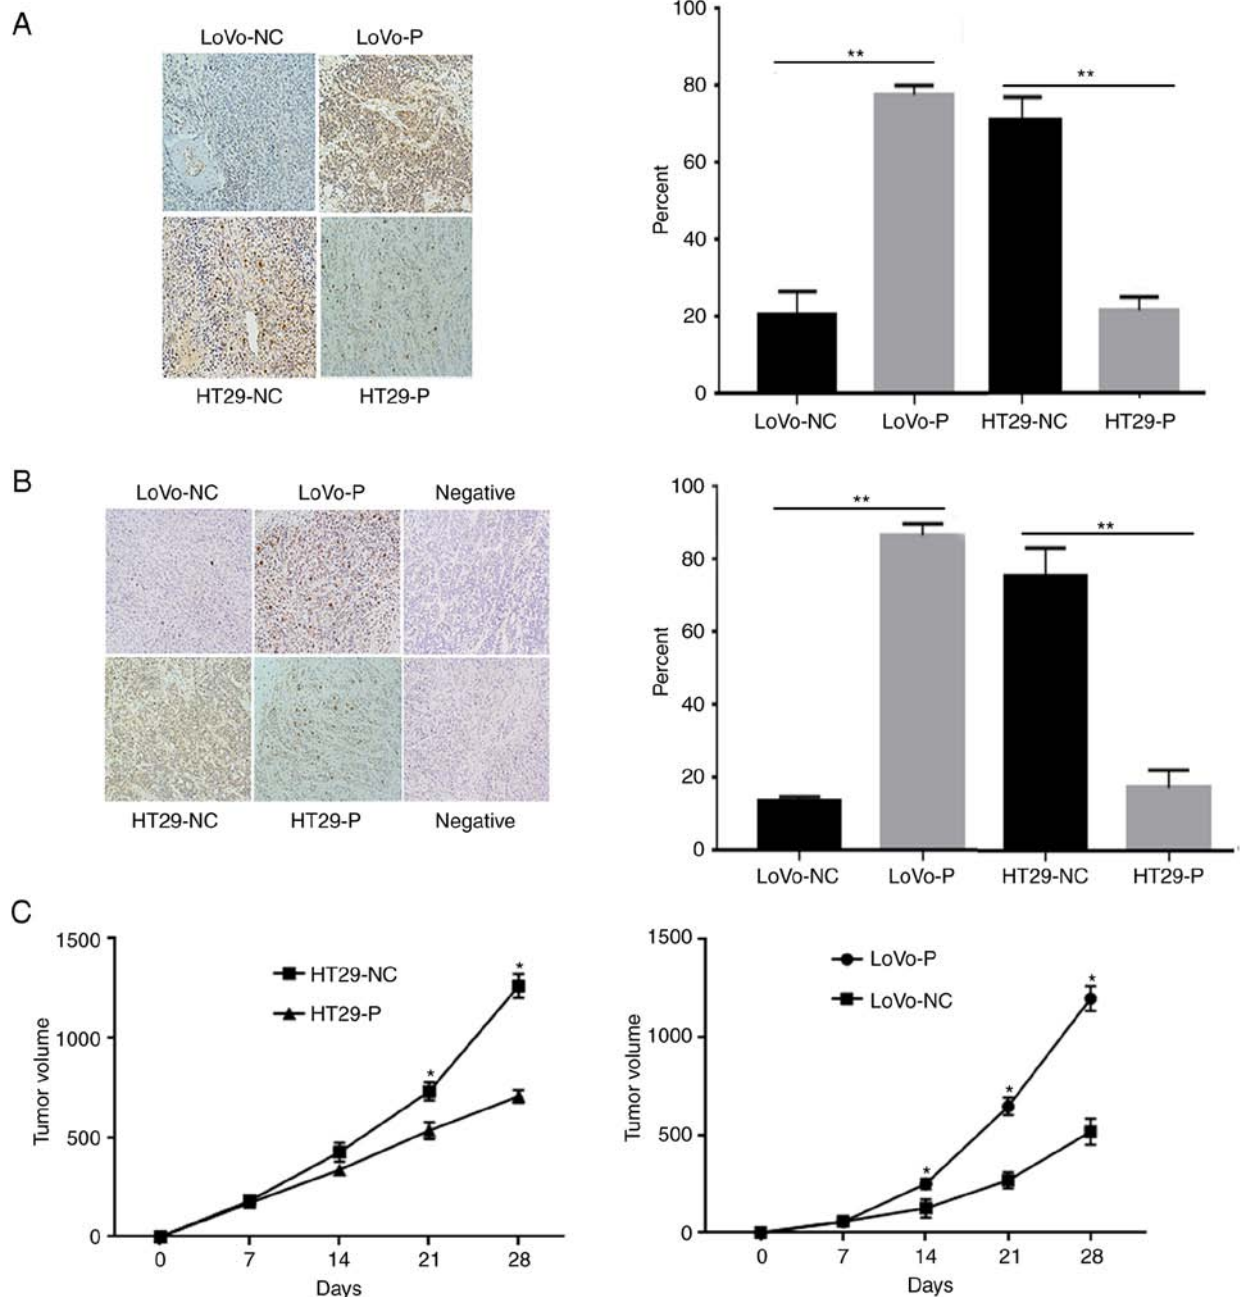 A
LoVo-NC LoVo-P
HT29-NC HT29-P
100
80
60
40
20
0
Percent
**
**
LoVo-NC LoVo-P HT29-NC HT29-P
B
LoVo-NC LoVo-P Negative
HT29-NC HT29-P Negative
100
80
60
40
20
0
Percent
**
**
LoVo-NC LoVo-P HT29-NC HT29-P
C
1500
1000
500
0
Tumor volume
HT29-NC
HT29-P
*
*
0 7 14 21 28
Days
1500
1000
500
0
Tumor volume
LoVo-P
LoVo-NC
*
*
*
0 7 14 21 28
Days